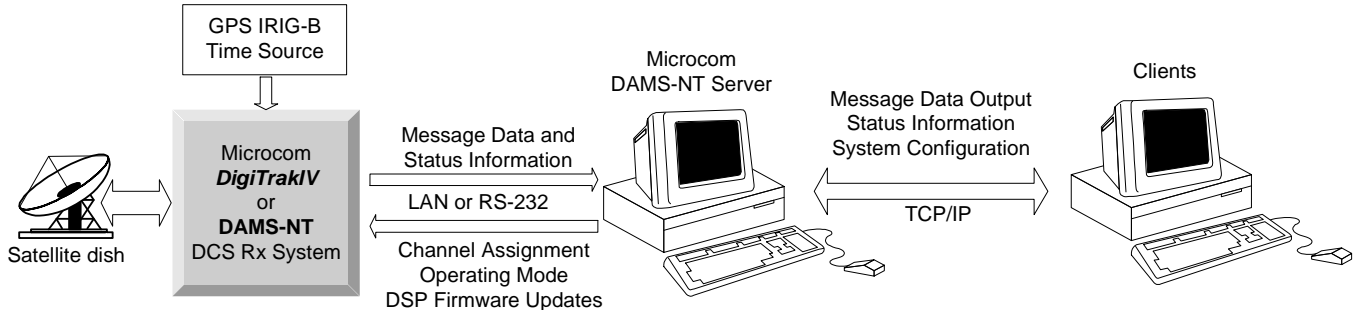 GPS IRIG-B
Time Source
Microcom
DigiTrakIV
or
DAMS-NT
DCS Rx System
Satellite dish
Message Data and
Status Information
LAN or RS-232
Channel Assignment
Operating Mode
DSP Firmware Updates
Microcom
DAMS-NT Server
Message Data Output
Status Information
System Configuration
TCP/IP
Clients